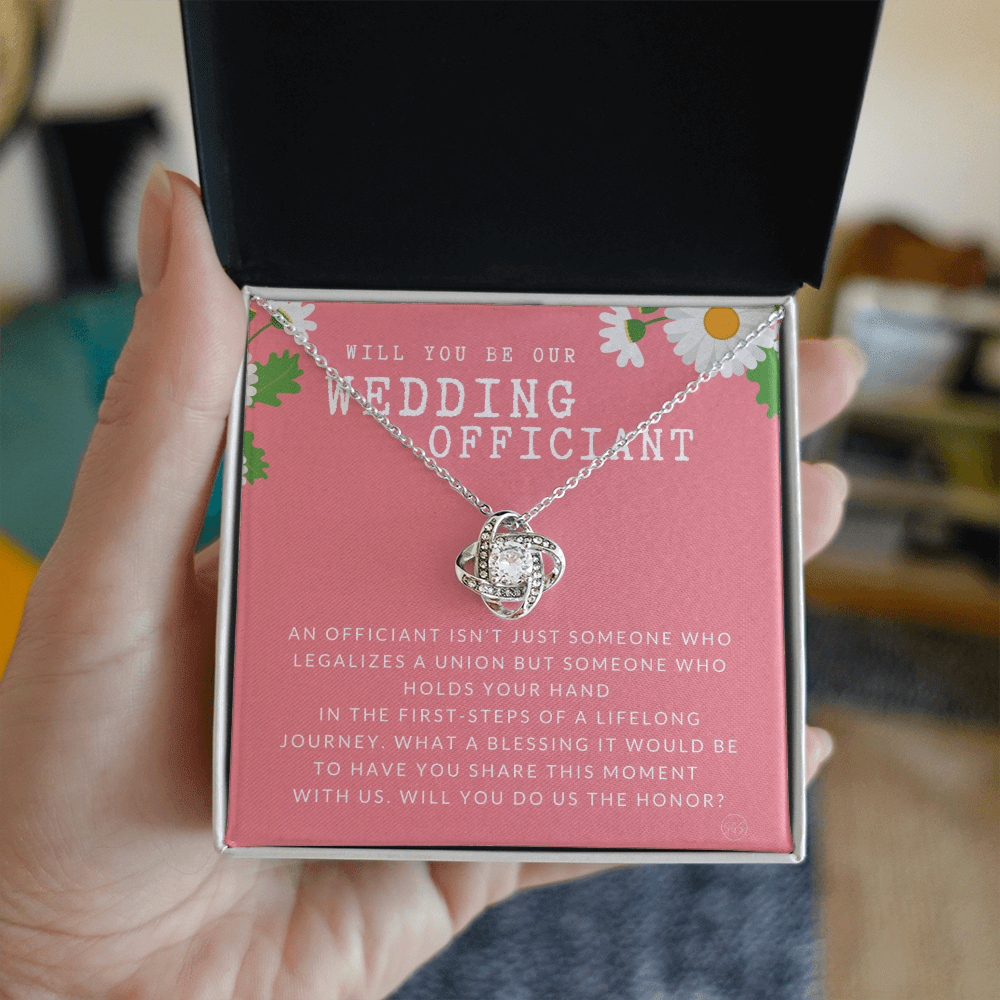 WILL YOU BE OUR
WEDDING
OFFICIANT
AN OFFICIANT ISN'T JUST SOMEONE WHO
LEGALIZES A UNION BUT SOMEONE WHO
HOLDS YOUR HAND
IN THE FIRST-STEPS OF A LIFELONG
JOURNEY. WHAT A BLESSING IT WOULD BE
TO HAVE YOU SHARE THIS MOMENT
WITH US. WILL YOU DO US THE HONOR?